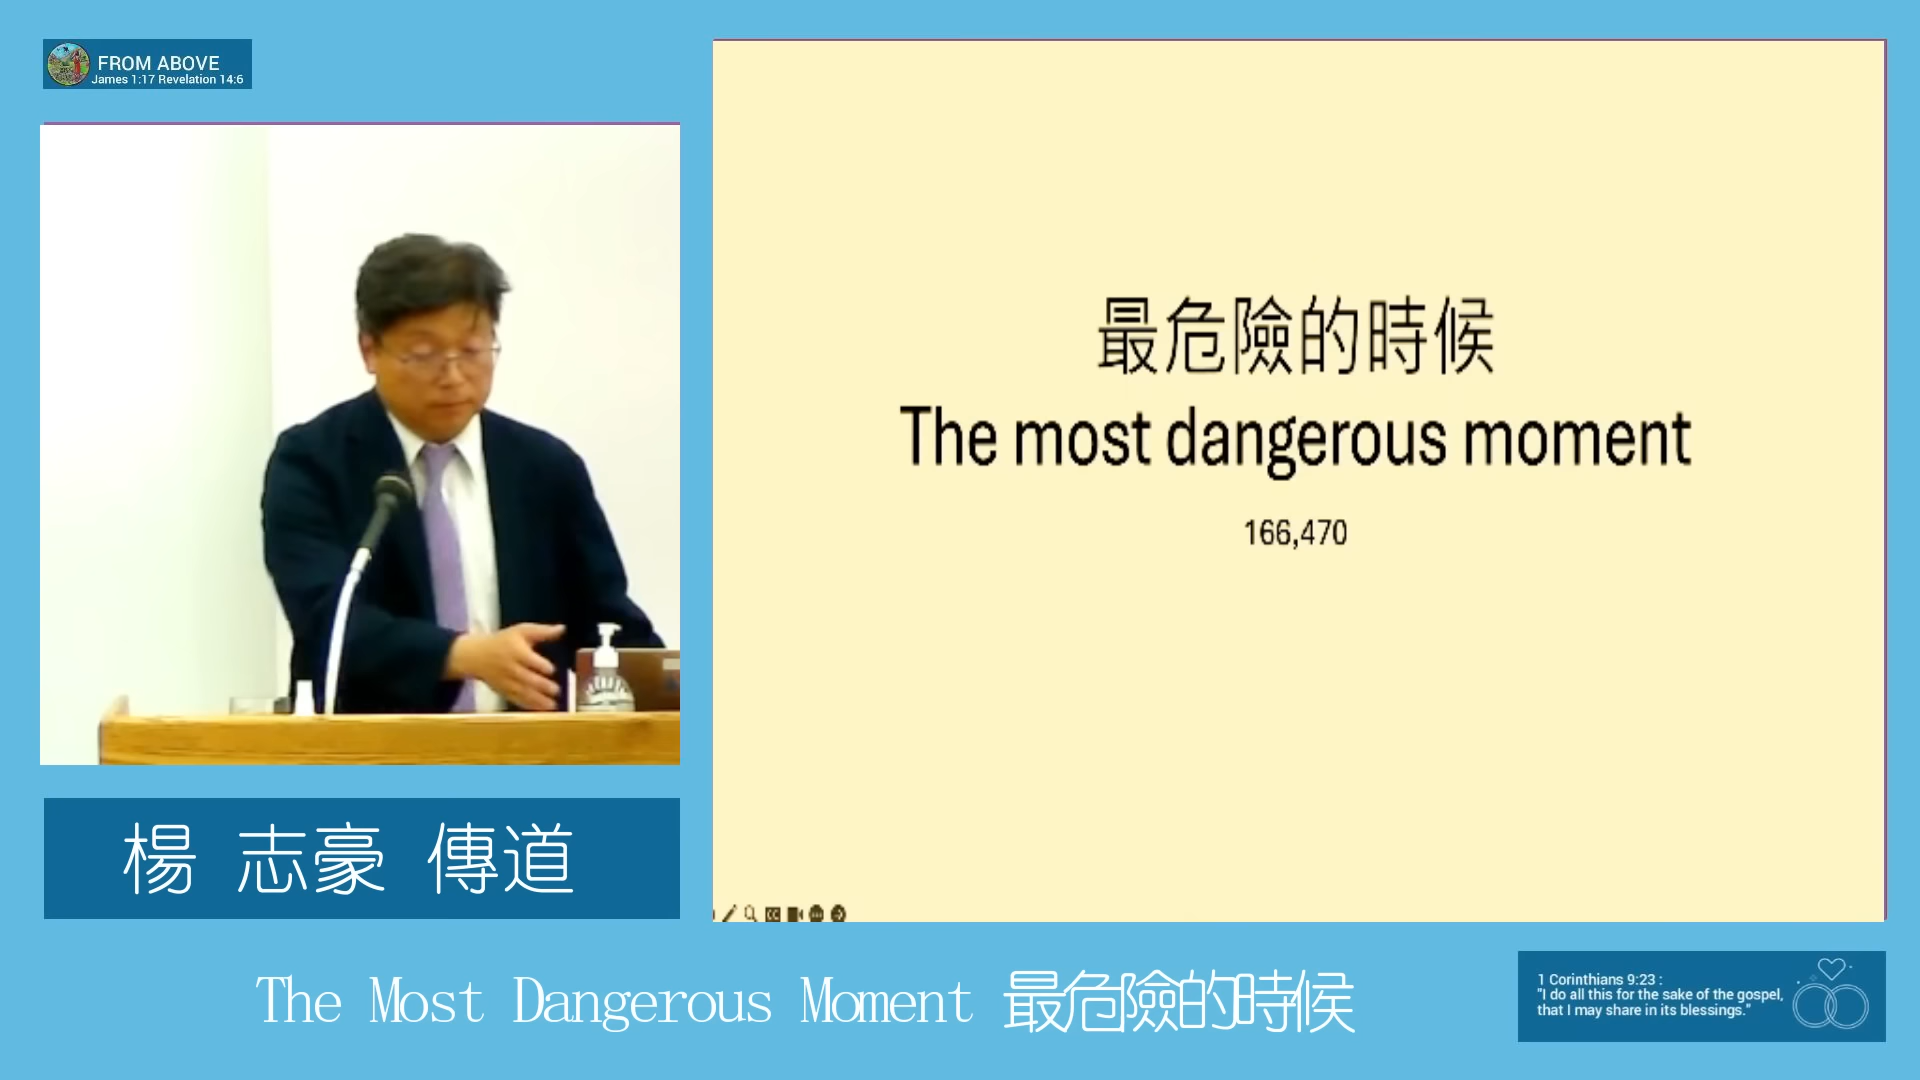 FROM ABOVE
James 1:17 Revelation 14:6
最危險的時候
The most dangerous moment
166,470
楊 志豪 傳道
The Most Dangerous Moment 最危險的時候
1 Corinthians 9:23 :
"I do all this for the sake of the gospel,
that I may share in its blessings."